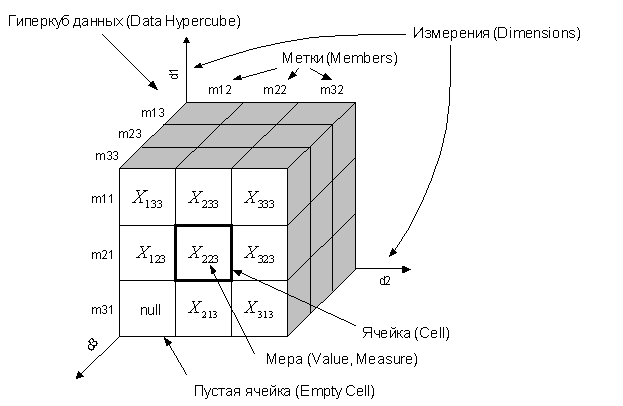 Гиперкуб данных (Data Hypercube)
Измерения (Dimensions)
d1
Метки (Members)
m12 m22 m32
m13
m23
m33
m11 X133 X233 X333
m21 X123 X223 X323
d2
m31 null X213 X313
d3
Ячейка (Cell)
Мера (Value, Measure)
Пустая ячейка (Empty Cell)